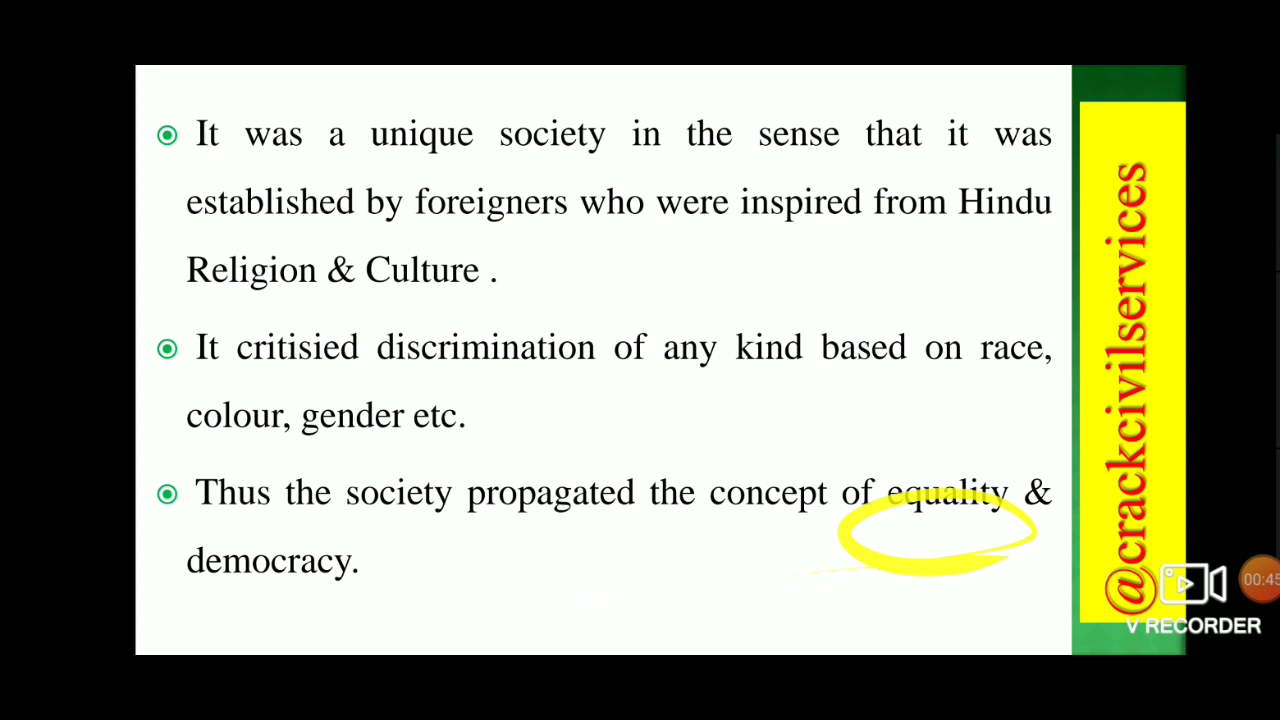 It was a unique society in the sense that it was
established by foreigners who were inspired from Hindu
Religion & Culture .
It critisied discrimination of any kind based on race,
colour, gender etc.
Thus the society propagated the concept of equality &
democracy.
@crackcivilservices
00:45
V RECORDER